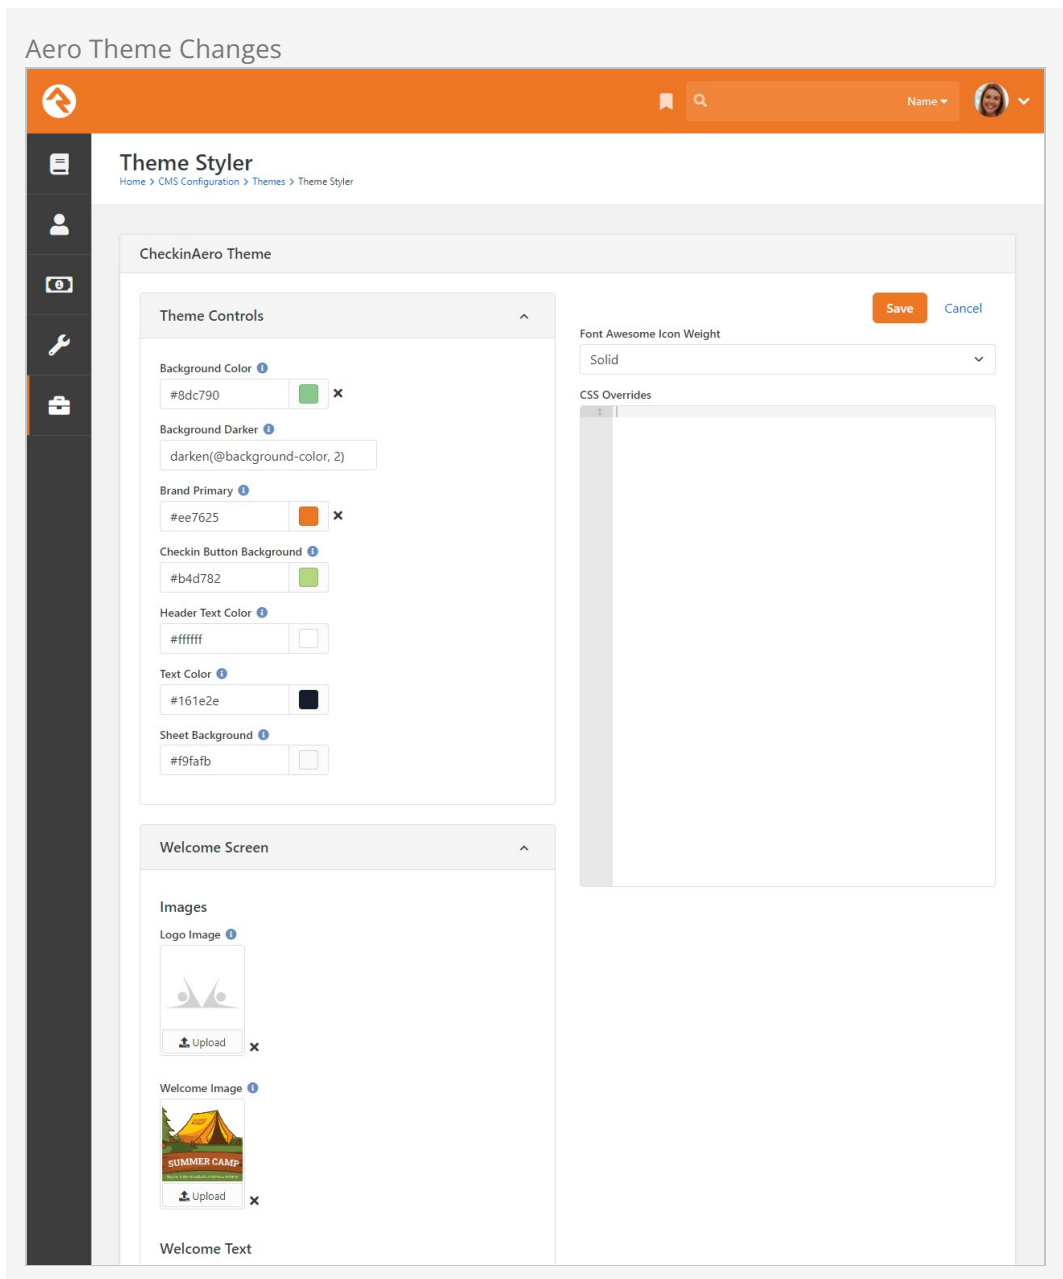 Aero Theme Changes
Name
Theme Styler
Home > CMS Configuration > Themes > Theme Styler
CheckinAero Theme
Theme Controls
Background Color
#8dc790
Background Darker
darken(@background-color, 2)
Brand Primary
#ee7625
Checkin Button Background
#b4d782
Header Text Color
#ffffff
Text Color
#161e2e
Sheet Background
#f9fafb
Welcome Screen
Images
Logo Image
Upload
Welcome Image
SUMMER CAMP
Upload
Welcome Text
Save Cancel
Font Awesome Icon Weight
Solid
CSS Overrides
1